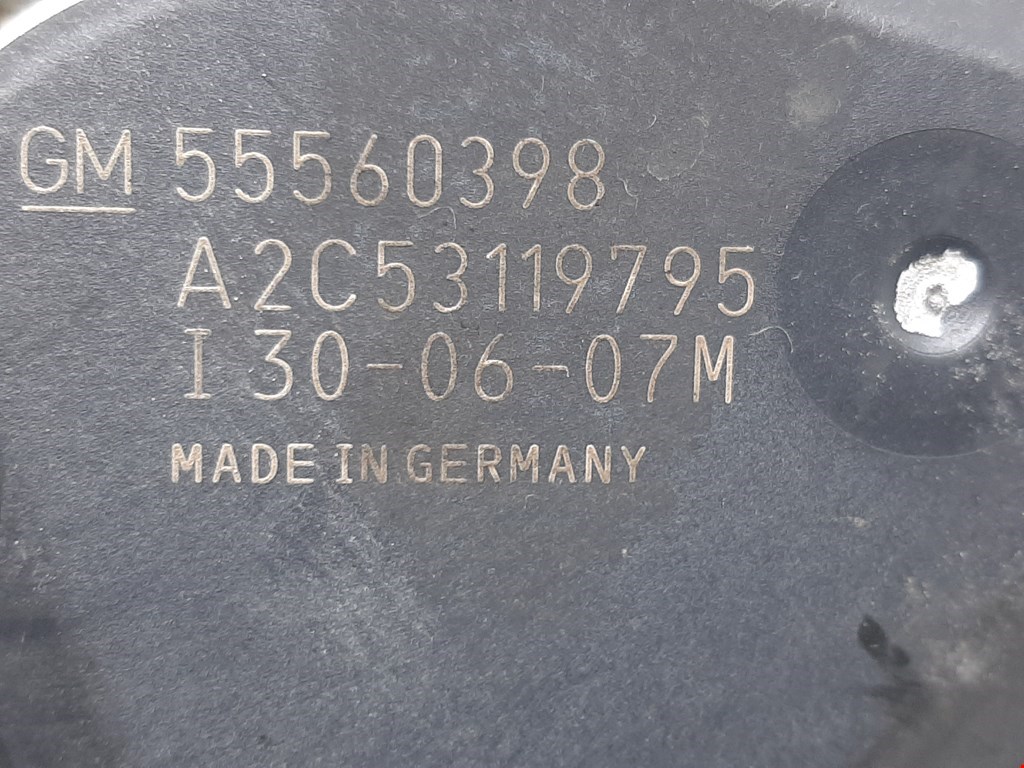 GM 55560398
A2C53119795
I 30-06-07M
MADE IN GERMANY